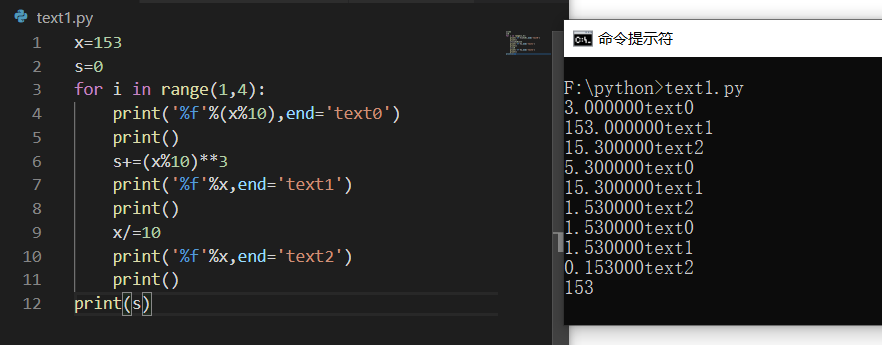 text1.py
1 x=153
2 s=0
3 for i in range(1,4):
4     print('%f'%(x%10),end='text0')
5     print()
6     s+=(x%10)**3
7     print('%f'%x,end='text1')
8     print()
9     x/=10
10     print('%f'%x,end='text2')
11     print()
12 print(s)
命令提示符
F:\python>text1.py
3.000000text0
153.000000text1
15.300000text2
5.300000text0
15.300000text1
1.530000text2
1.530000text0
1.530000text1
0.153000text2
153